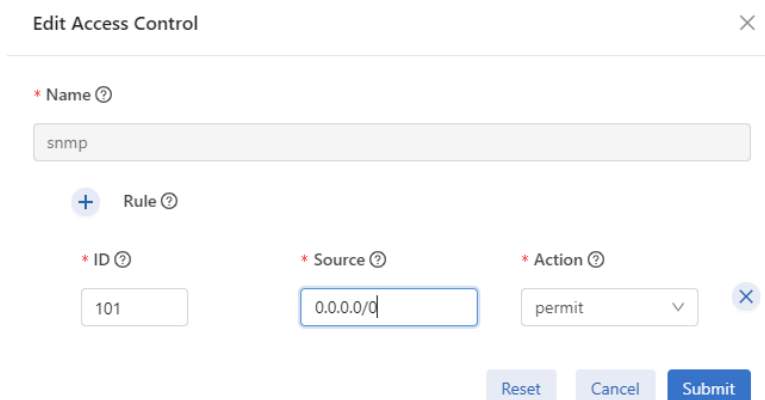 Edit Access Control
* Name
snmp
+ Rule
* ID * Source * Action
101 0.0.0.0/0 permit
Reset Cancel Submit